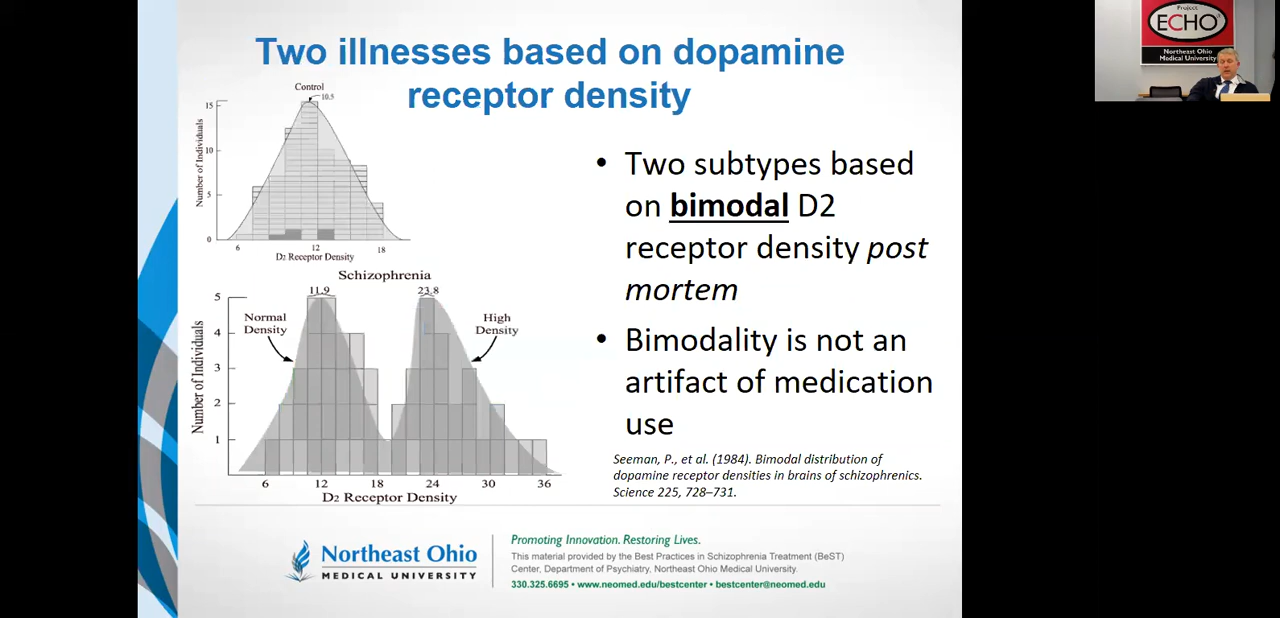 Two illnesses based on dopamine
receptor density
Control
10.5
15
10
5
0
Number of Individuals
6
12
18
D2 Receptor Density
Schizophrenia
11.9
23.8
Normal
Density
High
Density
5
4
3
2
1
Number of Individuals
6
12
18
24
30
36
D2 Receptor Density
• Two subtypes based
on bimodal D2
receptor density post
mortem
• Bimodality is not an
artifact of medication
use
Seeman, P., et al. (1984). Bimodal distribution of
dopamine receptor densities in brains of schizophrenics.
Science 225, 728–731.
Northeast Ohio
MEDICAL UNIVERSITY
Promoting Innovation. Restoring Lives.
This material provided by the Best Practices in Schizophrenia Treatment (BeST)
Center, Department of Psychiatry, Northeast Ohio Medical University.
330.325.6695 • www.neomed.edu/bestcenter • bestcenter@neomed.edu
Project
ECHO®
Northeast Ohio
Medical University